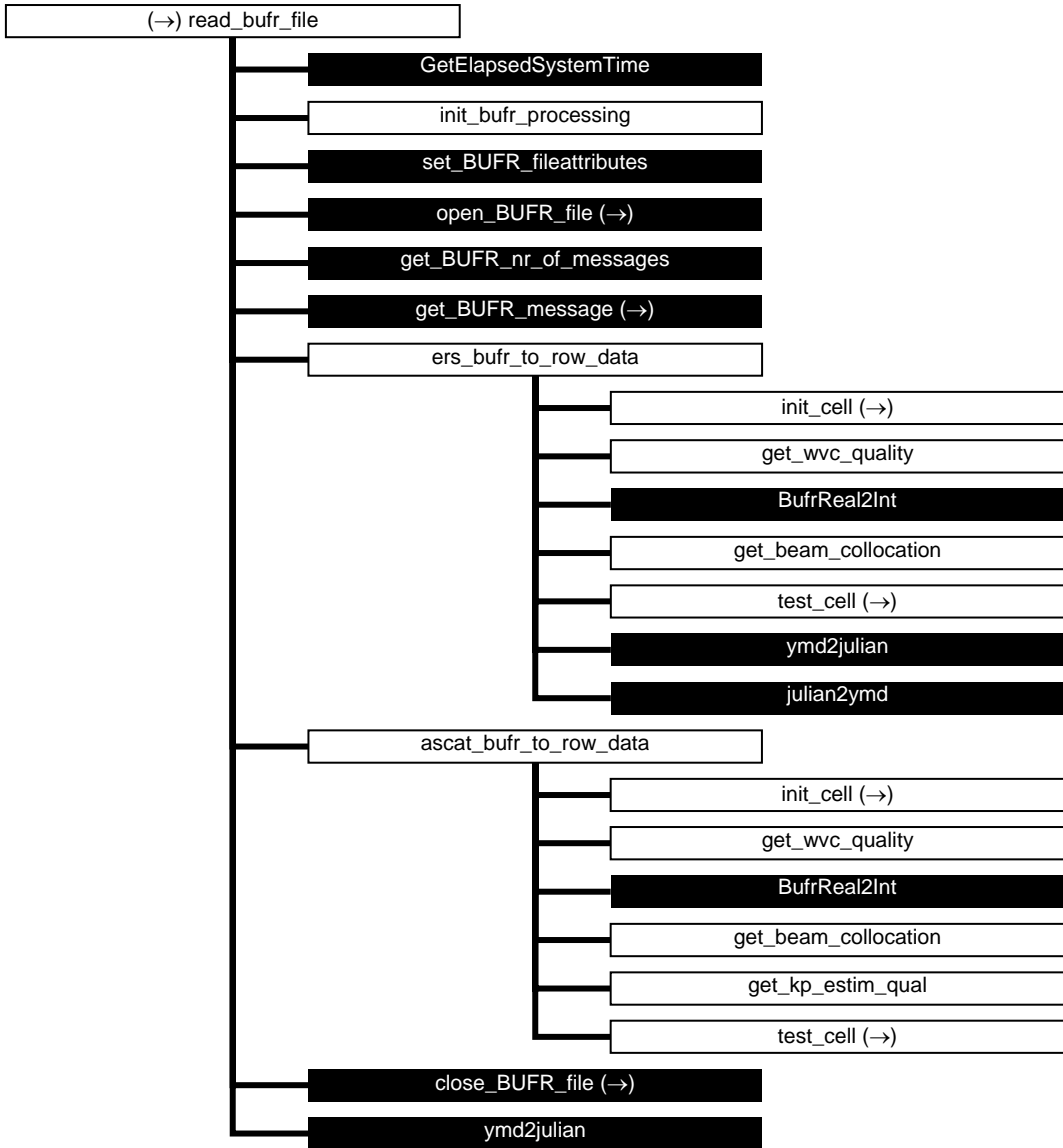 (→) read_bufr_file
GetElapsedSystemTime
init_bufr_processing
set_BUFR_fileattributes
open_BUFR_file (→)
get_BUFR_nr_of_messages
get_BUFR_message (→)
ers_bufr_to_row_data
init_cell (→)
get_wvc_quality
BufrReal2Int
get_beam_collocation
test_cell (→)
ymd2julian
julian2ymd
ascat_bufr_to_row_data
init_cell (→)
get_wvc_quality
BufrReal2Int
get_beam_collocation
get_kp_estim_qual
test_cell (→)
close_BUFR_file (→)
ymd2julian